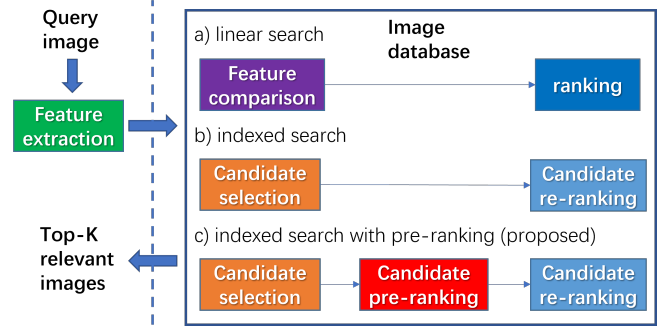 Query
image
Feature
extraction
Top-K
relevant
images
Image
database
a) linear search
Feature
comparison
ranking
b) indexed search
Candidate
selection
Candidate
re-ranking
c) indexed search with pre-ranking (proposed)
Candidate
selection
Candidate
pre-ranking
Candidate
re-ranking